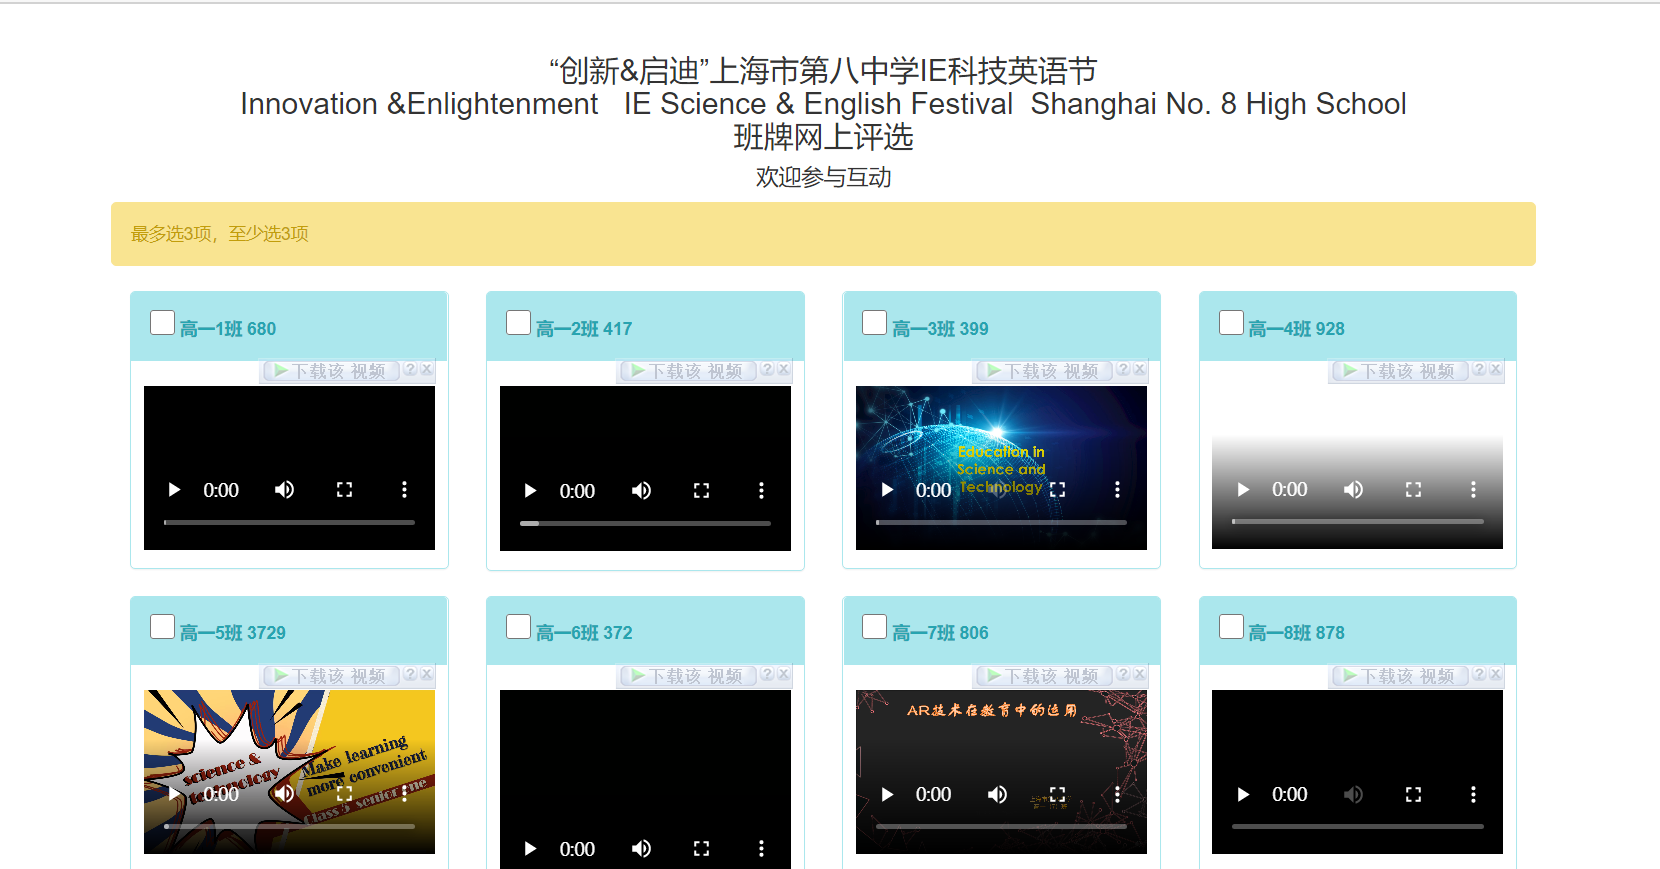 “创新&启迪”上海市第八中学IE科技英语节
Innovation &Enlightenment IE Science & English Festival Shanghai No. 8 High School
班牌网上评选
欢迎参与互动
最多选3项，至少选3项
高一1班 680
高一2班 417
高一3班 399
高一4班 928
下载该 视频 ? x
下载该 视频 ? x
下载该 视频 ? x
下载该 视频 ? x
Education in
Science and
Technology
0:00
0:00
0:00
0:00
高一5班 3729
高一6班 372
高一7班 806
高一8班 878
下载该 视频 ? x
下载该 视频 ? x
下载该 视频 ? x
下载该 视频 ? x
science &
technology
Make learning
more convenient
Class 5 senior one
AR技术在教育中的运用
0:00
0:00
0:00
0:00